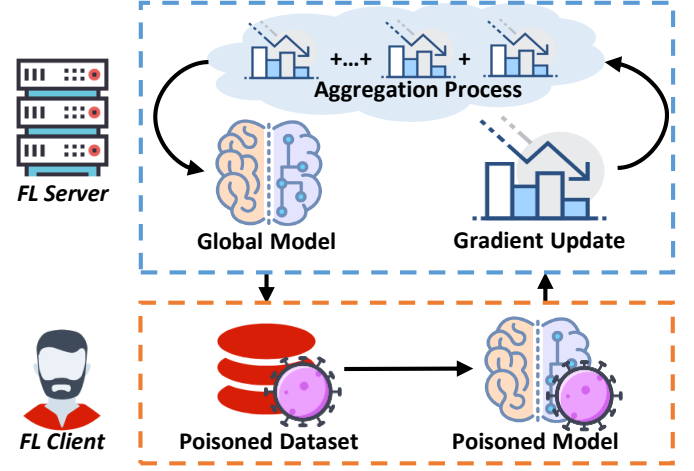 +...+
+
Aggregation Process
FL Server
Global Model
Gradient Update
FL Client
Poisoned Dataset
Poisoned Model